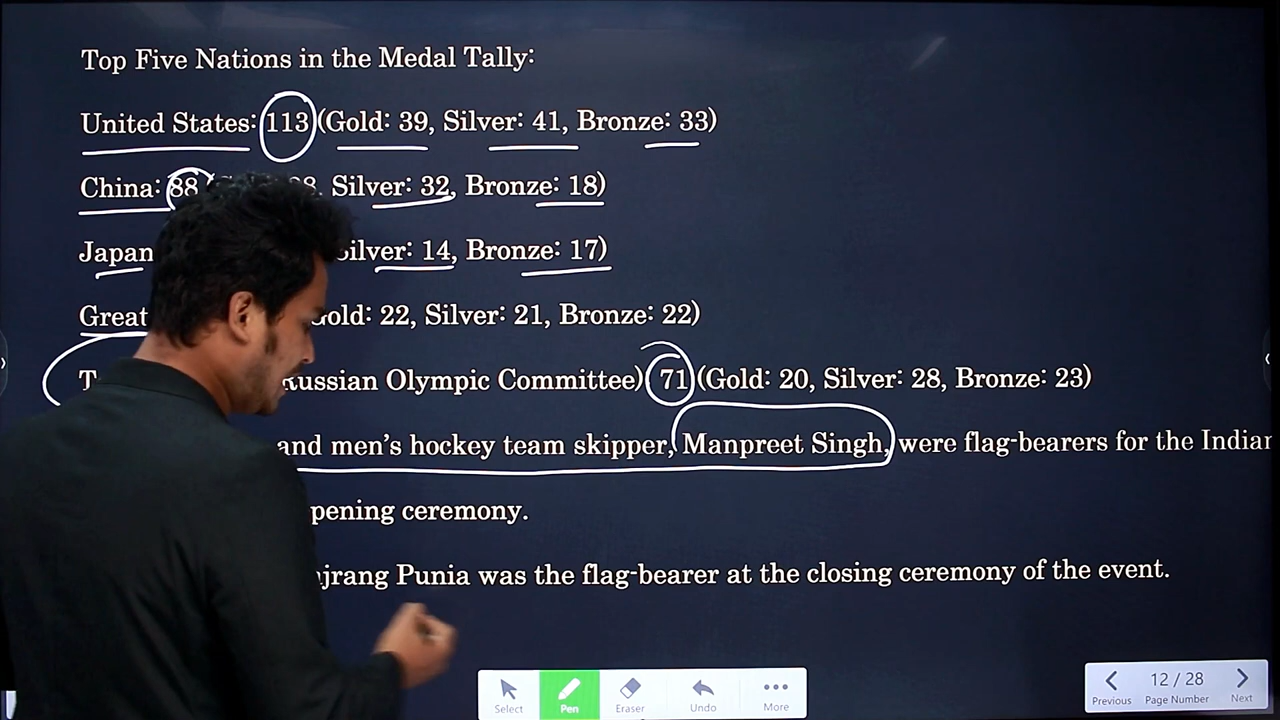 Top Five Nations in the Medal Tally:
United States: 113 (Gold: 39, Silver: 41, Bronze: 33)
China: 88 Silver: 32, Bronze: 18)
Japan Silver: 14, Bronze: 17)
Great Gold: 22, Silver: 21, Bronze: 22)
Russian Olympic Committee) 71 (Gold: 20, Silver: 28, Bronze: 23)
and men's hockey team skipper, Manpreet Singh, were flag-bearers for the Indian
pening ceremony.
jrang Punia was the flag-bearer at the closing ceremony of the event.
Select Pen Eraser Undo More
Previous 12 / 28 Page Number Next